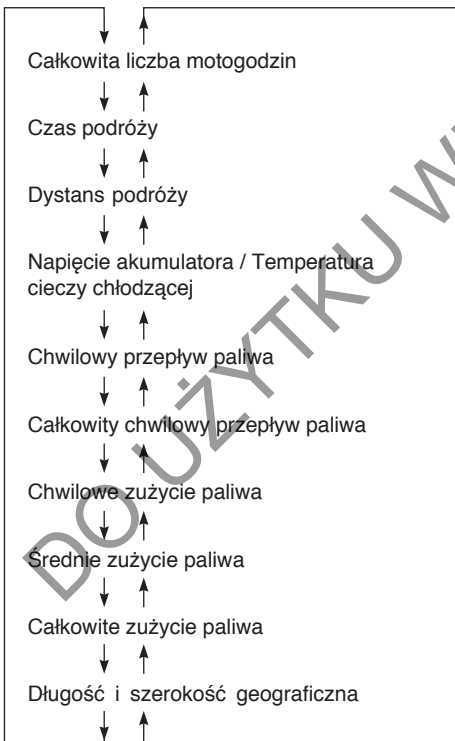 Całkowita liczba motogodzin
Czas podróży
Dystans podróży
Napięcie akumulatora / Temperatura
cieczy chłodzącej
Chwilowy przepływ paliwa
Całkowity chwilowy przepływ paliwa
Chwilowe zużycie paliwa
Średnie zużycie paliwa
Całkowite zużycie paliwa
Długość i szerokość geograficzna
DO UŻYTKU